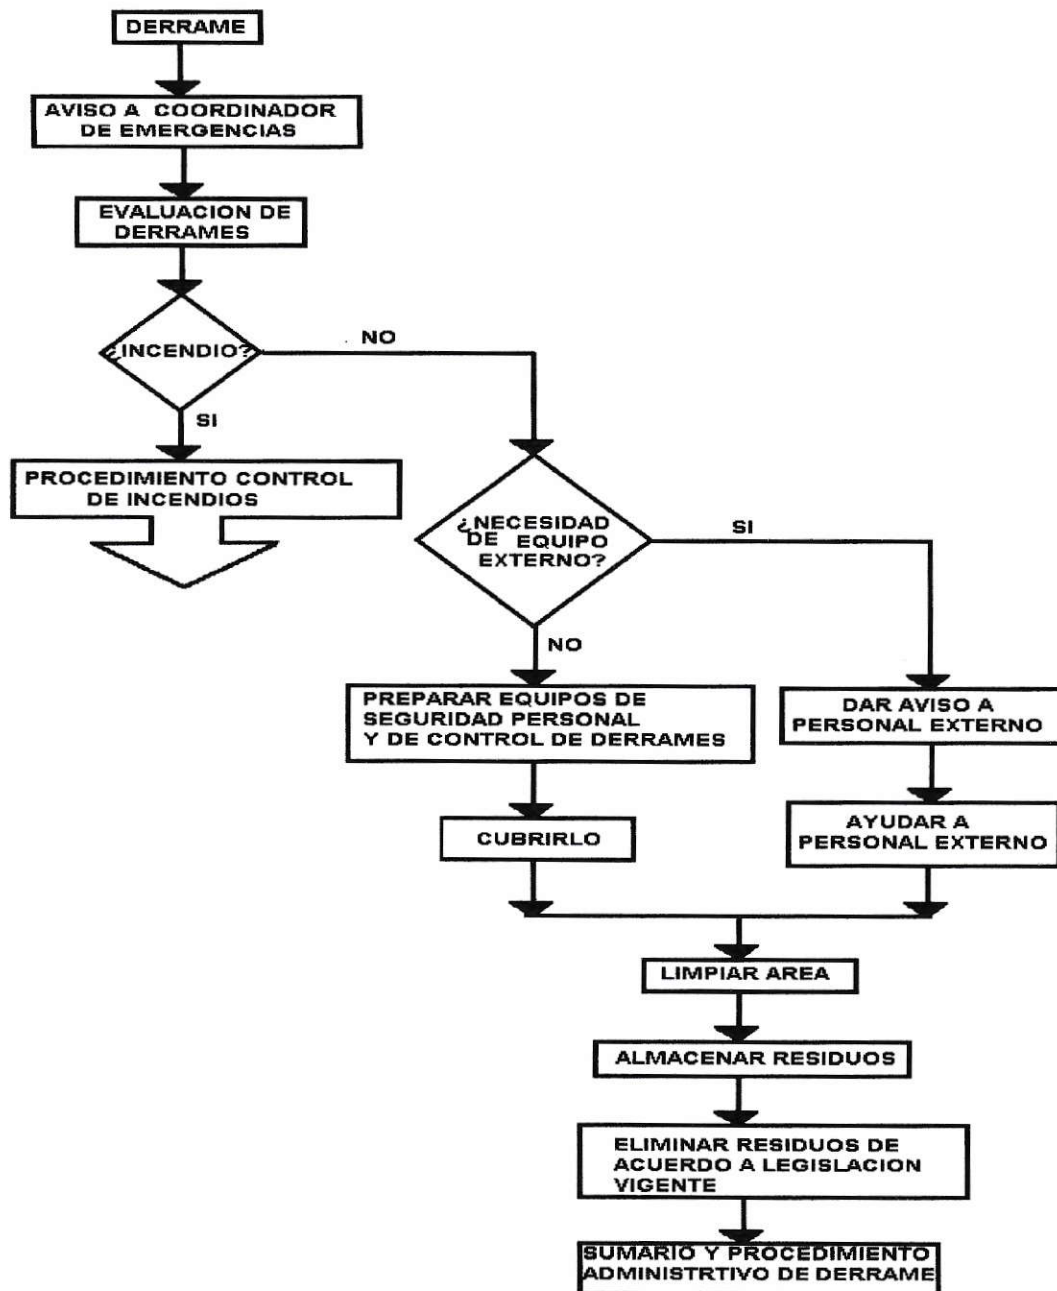 DERRAME
AVISO A COORDINADOR
DE EMERGENCIAS
EVALUACION DE
DERRAMES
¿INCENDIO?
NO
SI
PROCEDIMIENTO CONTROL
DE INCENDIOS
¿NECESIDAD
DE EQUIPO
EXTERNO?
SI
NO
PREPARAR EQUIPOS DE
SEGURIDAD PERSONAL
Y DE CONTROL DE DERRAMES
DAR AVISO A
PERSONAL EXTERNO
CUBRIRLO
AYUDAR A
PERSONAL EXTERNO
LIMPIAR AREA
ALMACENAR RESIDUOS
ELIMINAR RESIDUOS DE
ACUERDO A LEGISLACION
VIGENTE
SUMARIO Y PROCEDIMIENTO
ADMINISTRTIVO DE DERRAME